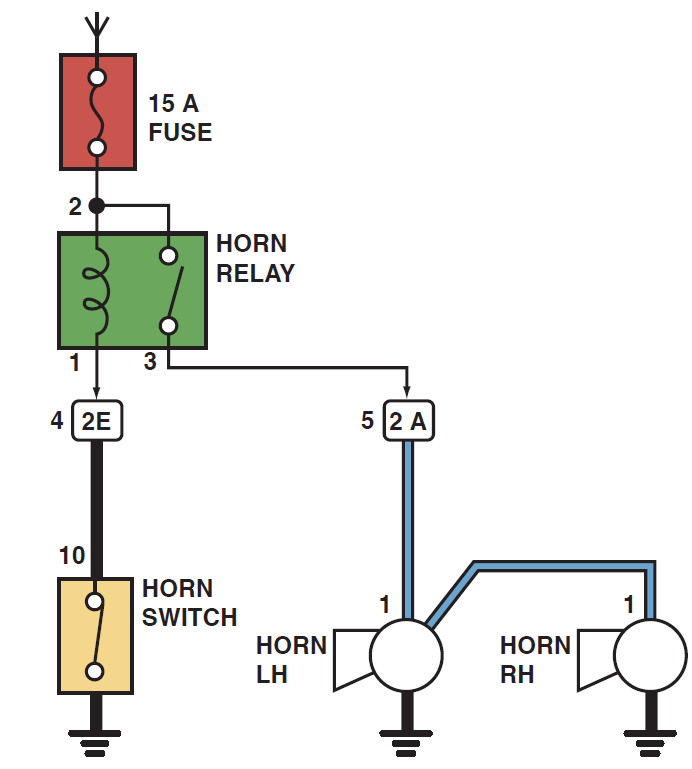 15 A
FUSE
2
HORN
RELAY
1
3
4
2E
5
2 A
10
HORN
SWITCH
1
1
HORN
LH
HORN
RH